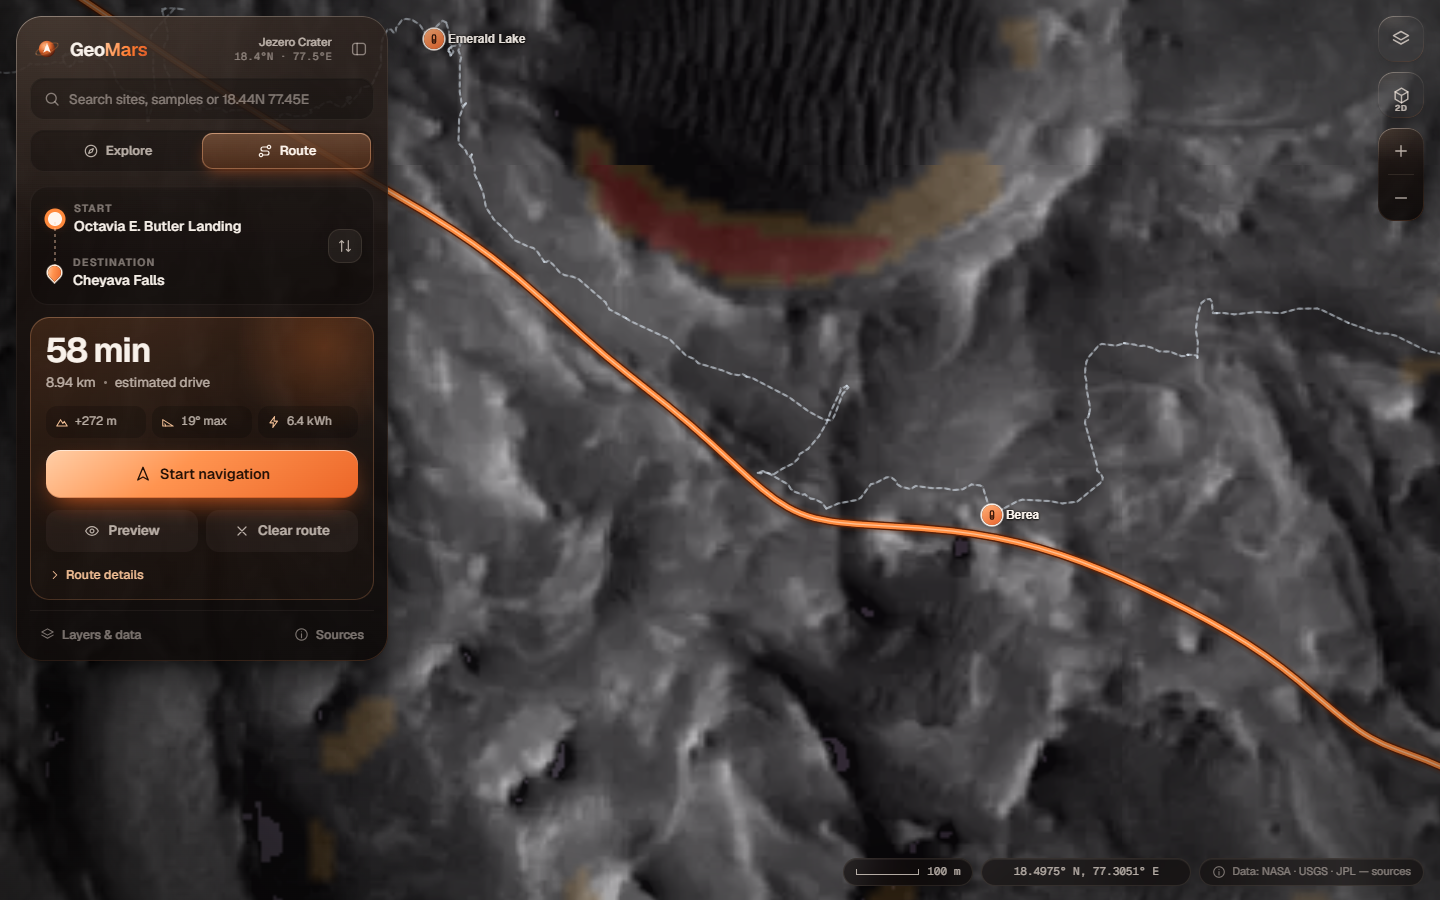 GeoMars
Jezero Crater
18.4°N · 77.5°E
Search sites, samples or 18.44N 77.45E
Explore
Route
START
Octavia E. Butler Landing
DESTINATION
Cheyava Falls
58 min
8.94 km · estimated drive
+272 m
19° max
6.4 kWh
Start navigation
Preview
Clear route
Route details
Layers & data
Sources
Emerald Lake
Berea
2D
100 m
18.4975° N, 77.3051° E
Data: NASA · USGS · JPL — sources